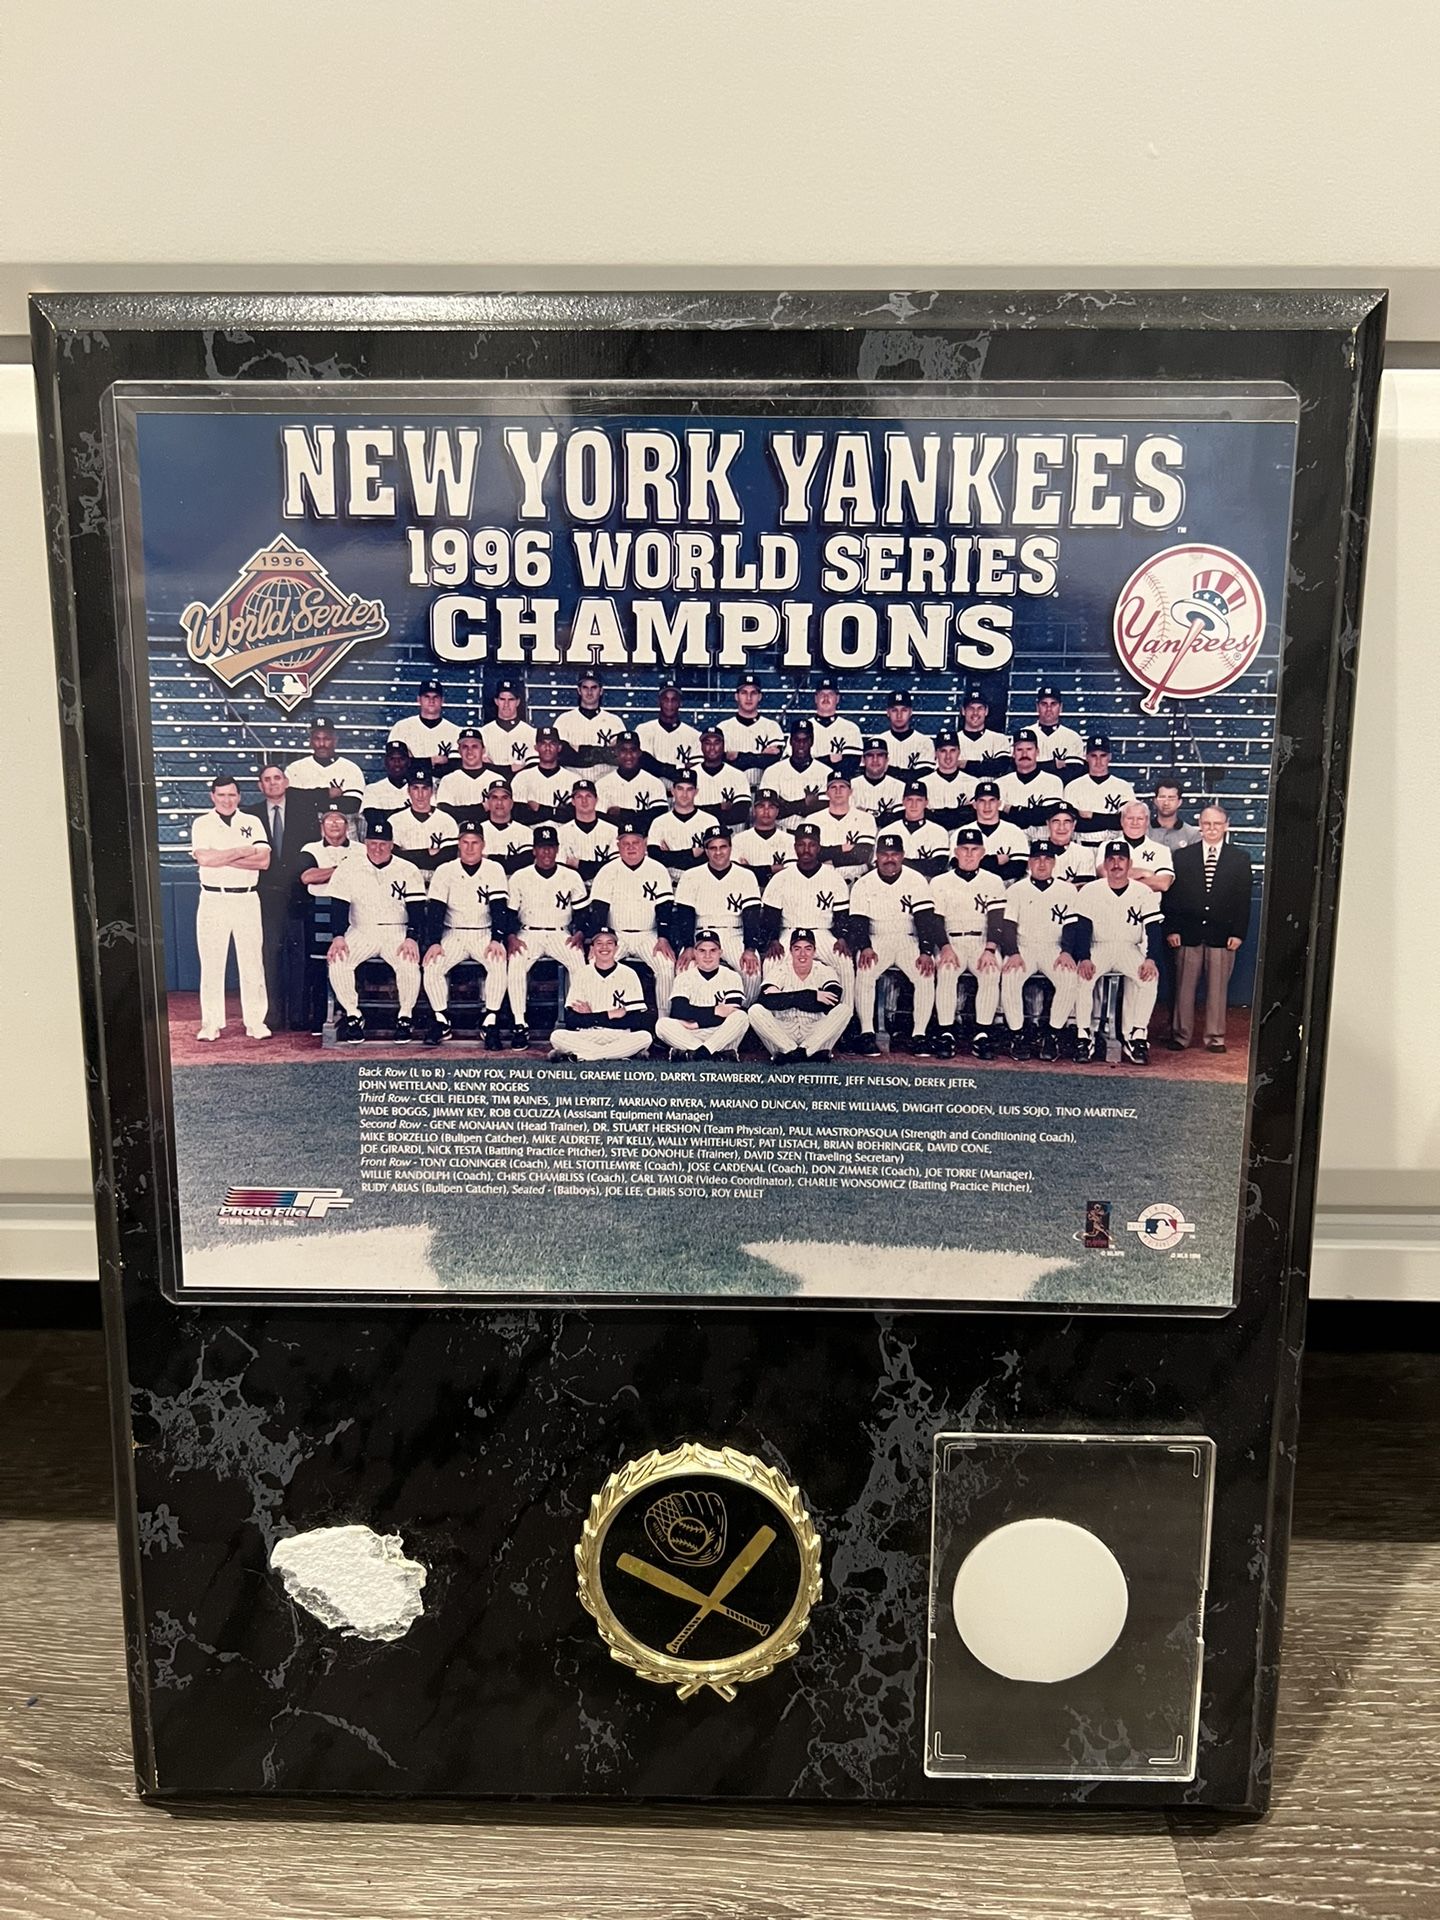 NEW YORK YANKEES™
1996 WORLD SERIES
CHAMPIONS
1996
World Series
Yankees
Back Row (L to R) - ANDY FOX, PAUL O'NEILL, GRAEME LLOYD, DARRYL STRAWBERRY, ANDY PETTITTE, JEFF NELSON, DEREK JETER,
JOHN WETTELAND, KENNY ROGERS
Third Row - CECIL FIELDER, TIM RAINES, JIM LEYRITZ, MARIANO RIVERA, MARIANO DUNCAN, BERNIE WILLIAMS, DWIGHT GOODEN, LUIS SOJO, TINO MARTINEZ,
WADE BOGGS, JIMMY KEY, ROB CUCUZZA (Assisant Equipment Manager)
Second Row - GENE MONAHAN (Head Trainer), DR. STUART HERSHON (Team Physican), PAUL MASTROPASQUA (Strength and Conditioning Coach),
MIKE BORZELLO (Bullpen Catcher), MIKE ALDRETE, PAT KELLY, WALLY WHITEHURST, PAT LISTACH, BRIAN BOEHRINGER, DAVID CONE,
JOE GIRARDI, NICK TESTA (Batting Practice Pitcher), STEVE DONOHUE (Trainer), DAVID SZEN (Traveling Secretary)
Front Row - TONY CLONINGER (Coach), MEL STOTTLEMYRE (Coach), JOSE CARDENAL (Coach), DON ZIMMER (Coach), JOE TORRE (Manager),
WILLIE RANDOLPH (Coach), CHRIS CHAMBLISS (Coach), CARL TAYLOR (Video Coordinator), CHARLIE WONSOWICZ (Batting Practice Pitcher),
RUDY ARIAS (Bullpen Catcher), Seated - (Batboys), JOE LEE, CHRIS SOTO, ROY EMLET
Photo File PF
©1996 Photo File, Inc.